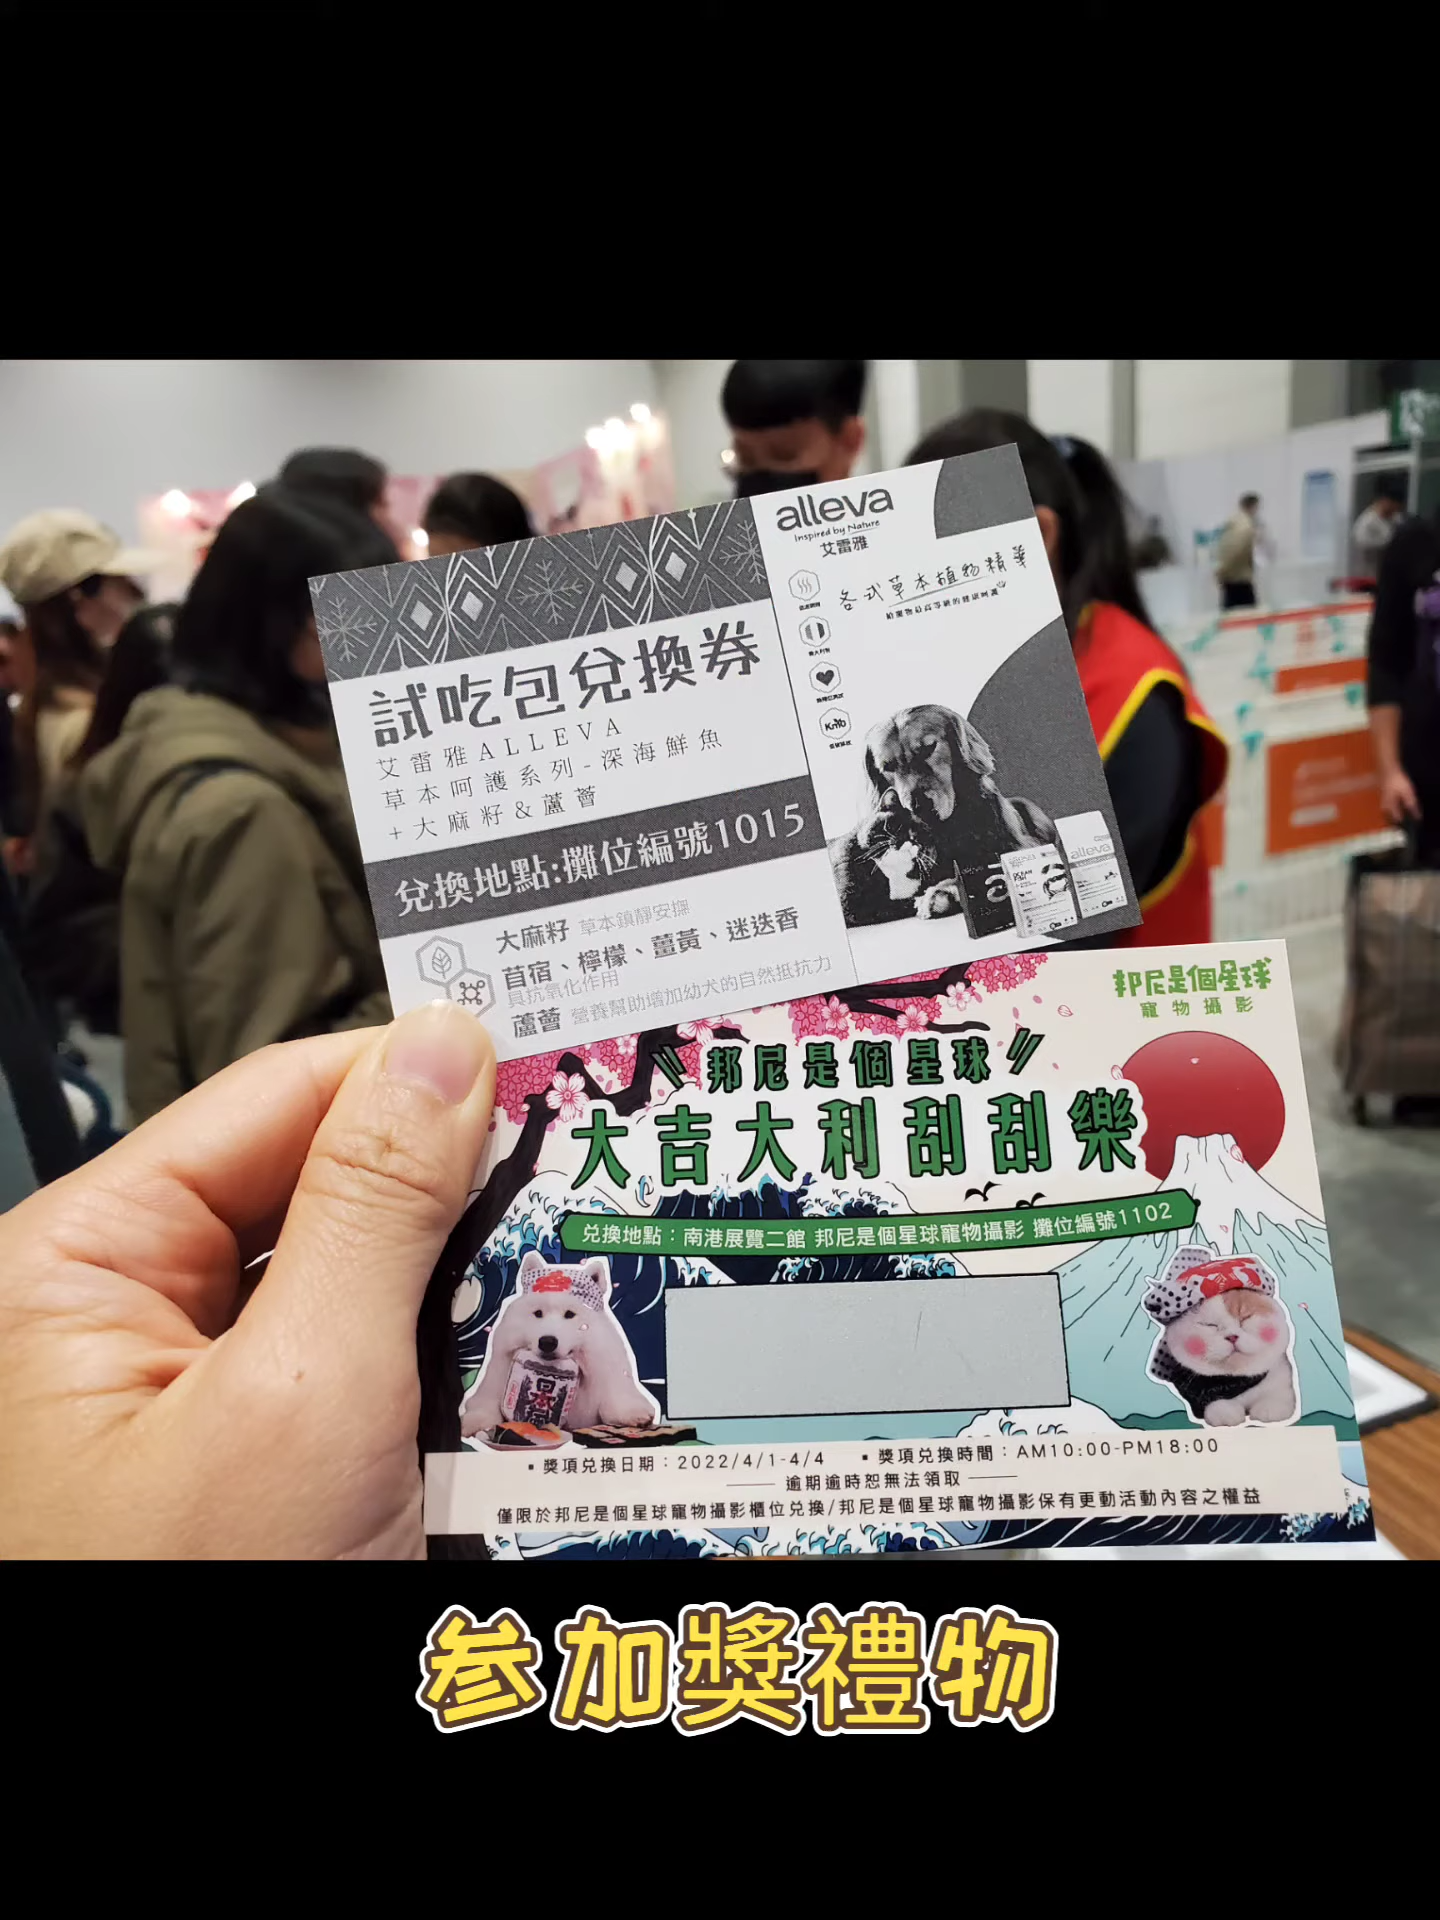 alleva
Inspired by Nature
艾雷雅
各式草本植物精華
試吃包兌換券
艾雷雅ALLEVA
草本呵護系列-深海鮮魚
+大麻籽&蘆薈
兌換地點:攤位編號1015
大麻籽 草本鎮靜安撫
苜宿、檸檬、薑黃、迷迭香
具抗氧化作用
蘆薈 營養幫助增加幼犬的自然抵抗力
邦尼是個星球
寵物攝影
邦尼是個星球
大吉大利刮刮樂
兌換地點：南港展覽二館 邦尼是個星球寵物攝影 攤位編號1102
▪獎項兌換日期：2022/4/1-4/4 ▪獎項兌換時間：AM10:00-PM18:00
逾期逾時恕無法領取
僅限於邦尼是個星球寵物攝影櫃位兌換/邦尼是個星球寵物攝影保有更動活動內容之權益
参加獎禮物